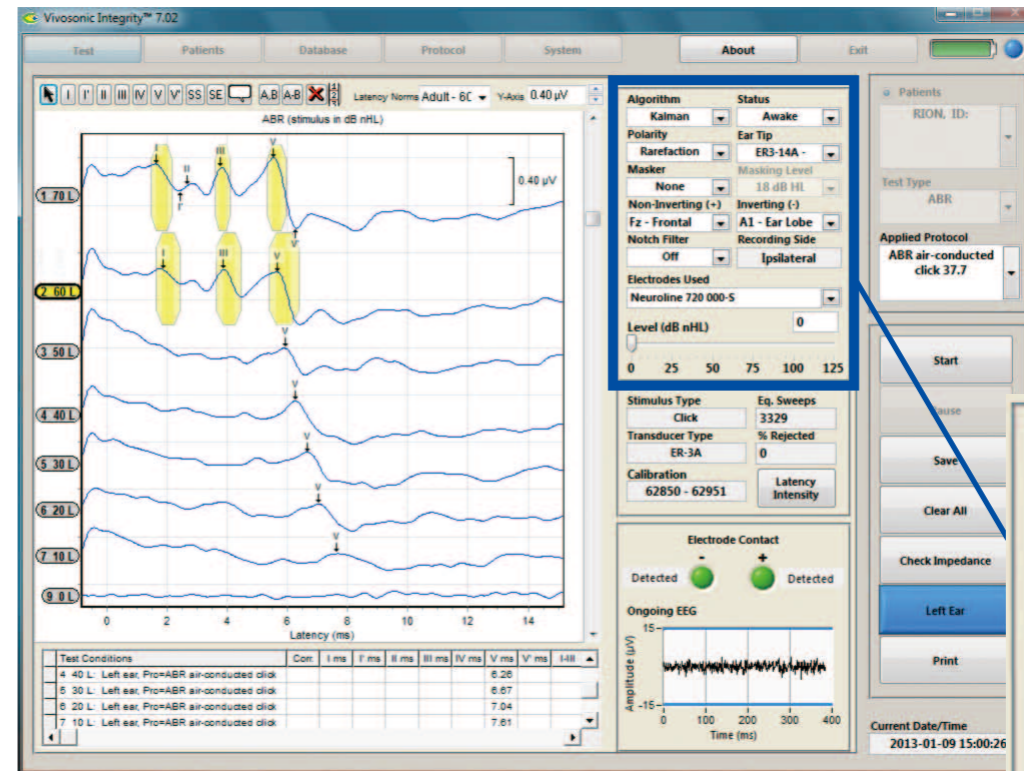 Vivosonic Integrity™ 7.02
Test Patients Database Protocol System About Exit
I I' II III IV V V' SS SE A,B A-B Latency Norms Adult - 60 Y-Axis 0.40 µV
ABR (stimulus in dB nHL)
I II I' III V V'
0.40 µV
1 70 L
I III V
2 60 L
V
3 50 L
V
4 40 L
V
5 30 L
V
6 20 L
V
7 10 L
9 0 L
0 2 4 6 8 10 12 14
Latency (ms)
Test Conditions Corr. I ms I' ms II ms III ms IV ms V ms V' ms I-III
4 40 L: Left ear, Pro=ABR air-conducted click 6.26
5 30 L: Left ear, Pro=ABR air-conducted click 6.67
6 20 L: Left ear, Pro=ABR air-conducted click 7.04
7 10 L: Left ear, Pro=ABR air-conducted click 7.61
Algorithm Status
Kalman Awake
Polarity Ear Tip
Rarefaction ER3-14A -
Masker Masking Level
None 18 dB HL
Non-Inverting (+) Inverting (-)
Fz - Frontal A1 - Ear Lobe
Notch Filter Recording Side
Off Ipsilateral
Electrodes Used
Neuroline 720 000-S
Level (dB nHL) 0
0 25 50 75 100 125
Stimulus Type Eq. Sweeps
Click 3329
Transducer Type % Rejected
ER-3A 0
Calibration
62850 - 62951
Latency
Intensity
Electrode Contact
- +
Detected Detected
Ongoing EEG
15
-15
Amplitude (µV)
0 100 200 300 400
Time (ms)
Patients
RION, ID:
Test Type
ABR
Applied Protocol
ABR air-conducted
click 37.7
Start
Pause
Save
Clear All
Check Impedance
Left Ear
Print
Current Date/Time
2013-01-09 15:00:26